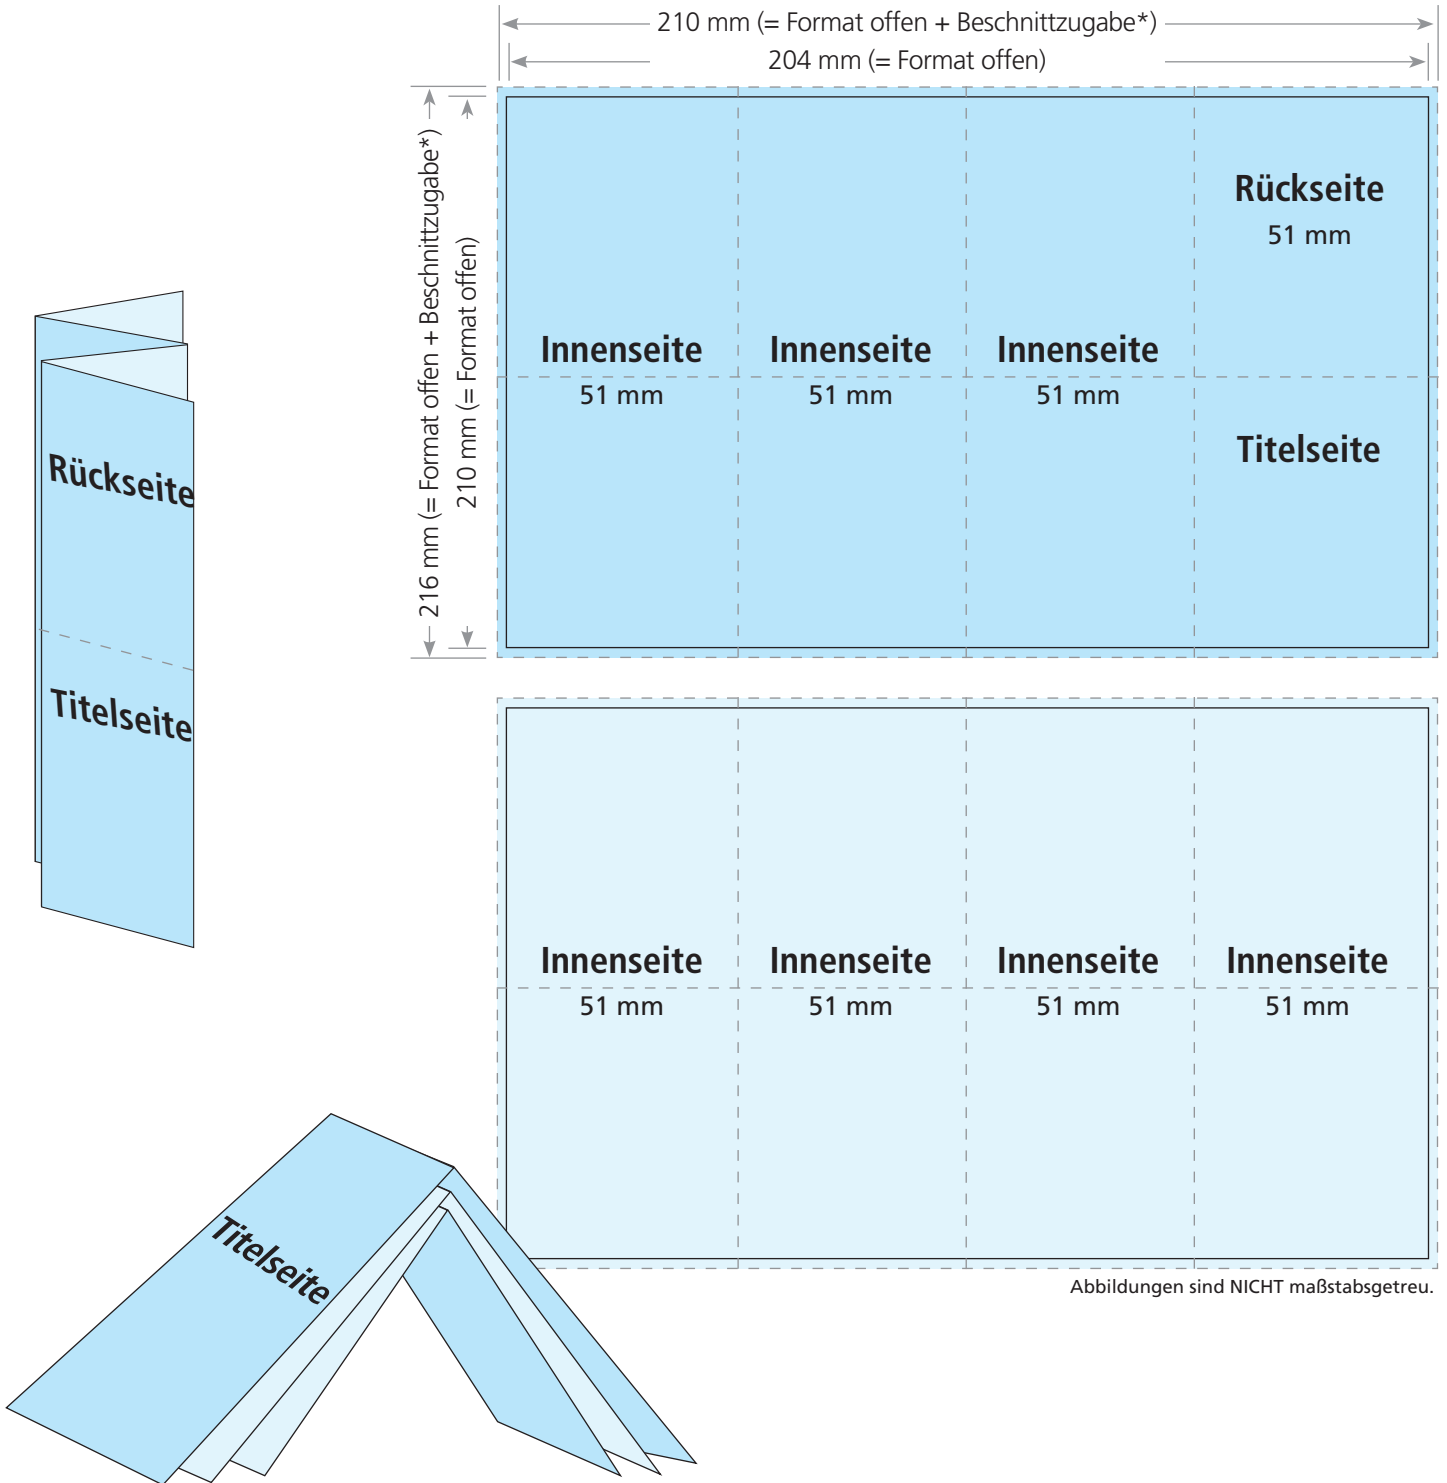 210 mm (= Format offen + Beschnittzugabe*)
204 mm (= Format offen)
216 mm (= Format offen + Beschnittzugabe*)
210 mm (= Format offen)
Rückseite
51 mm
Innenseite
51 mm
Innenseite
51 mm
Innenseite
51 mm
Titelseite
Rückseite
Titelseite
Innenseite
51 mm
Innenseite
51 mm
Innenseite
51 mm
Innenseite
51 mm
Titelseite
Abbildungen sind NICHT maßstabsgetreu.